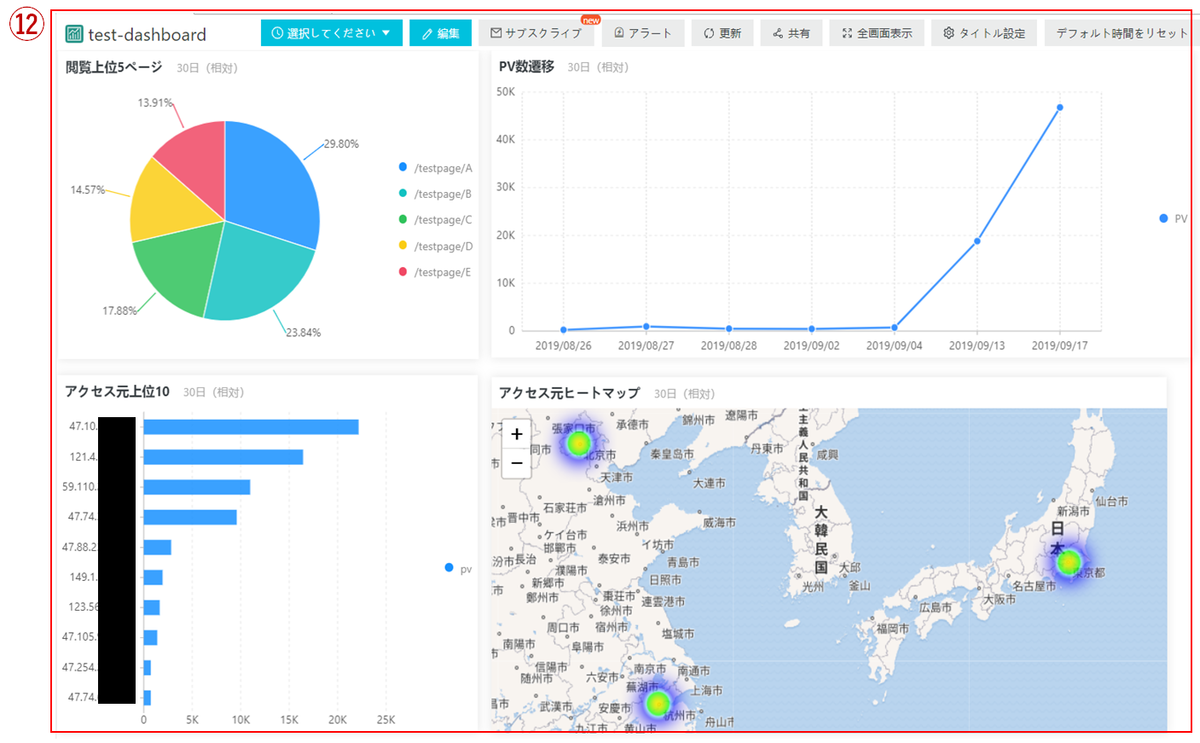 ⑫
test-dashboard
選択してください ▼
編集
サブスクライブ
new
アラート
更新
共有
全画面表示
タイトル設定
デフォルト時間をリセット
閲覧上位5ページ 30日（相対）
13.91%
29.80%
14.57%
17.88%
23.84%
/testpage/A
/testpage/B
/testpage/C
/testpage/D
/testpage/E
PV数遷移 30日（相対）
50K
40K
30K
20K
10K
0
2019/08/26 2019/08/27 2019/08/28 2019/09/02 2019/09/04 2019/09/13 2019/09/17
PV
アクセス元上位10 30日（相対）
47.10.
121.4.
59.110.
47.74.
47.88.2
149.1.
123.56
47.105.
47.254.
47.74.
0 5K 10K 15K 20K 25K
pv
アクセス元ヒートマップ 30日（相対）
+
−
張家口市
承德市
錦州市
遼陽市
主義人民共和国
同市
北京市
秦皇岛市
丹東市
咸興
天津市
大連市
石家荘市
滄州市
大韓民国
仙台市
晋中市
浜州市
威海市
新潟市
ケイ台市
日本
邯鄲市
泰安市
イ坊市
青島市
長治
濮陽市
日照市
大邱
東京都
新郷市
名古屋市
鄭州市
棗荘市
連雲港市
光州
釜山
徐州市
大阪市
広島市
周口市
宿州市
塩城市
福岡市
南陽市
阜陽市
信陽市
南京市
南通市
随州市
六安市
蕪湖市
上海市
武漢市
安慶市
杭州市
舟山市
九江市
黄山市